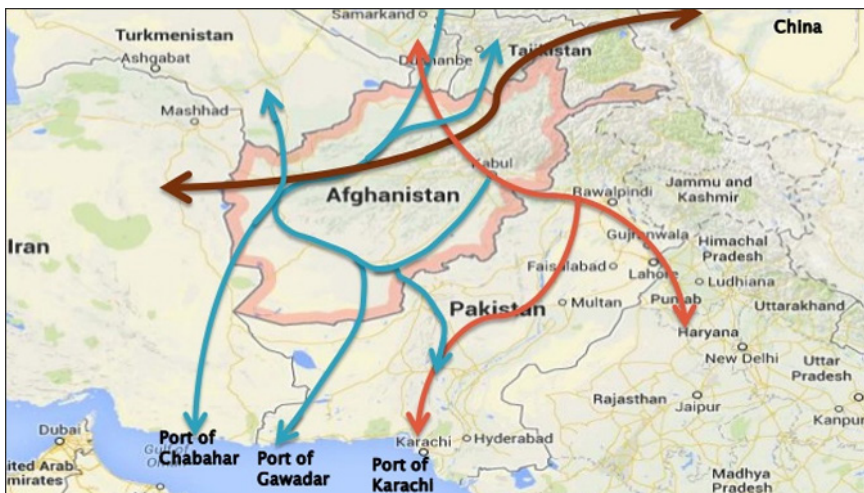 Samarkand
China
Turkmenistan
Ashgabat
Tajikistan
Mashhad
Kabul
Afghanistan
Rawalpindi
Jammu and
Kashmir
Iran
Gujranwala
Himachal
Pradesh
Faisalabad
Lahore
Ludhiana
Pakistan
Multan
Punjab
Uttarakhand
Haryana
New Delhi
Uttar
Pradesh
Rajasthan
Jaipur
Kanpur
Dubai
Port of
Chabahar
Port of
Gawadar
Karachi
Hyderabad
Port of
Karachi
ited Arab
mirates
Madhya
Pradesh